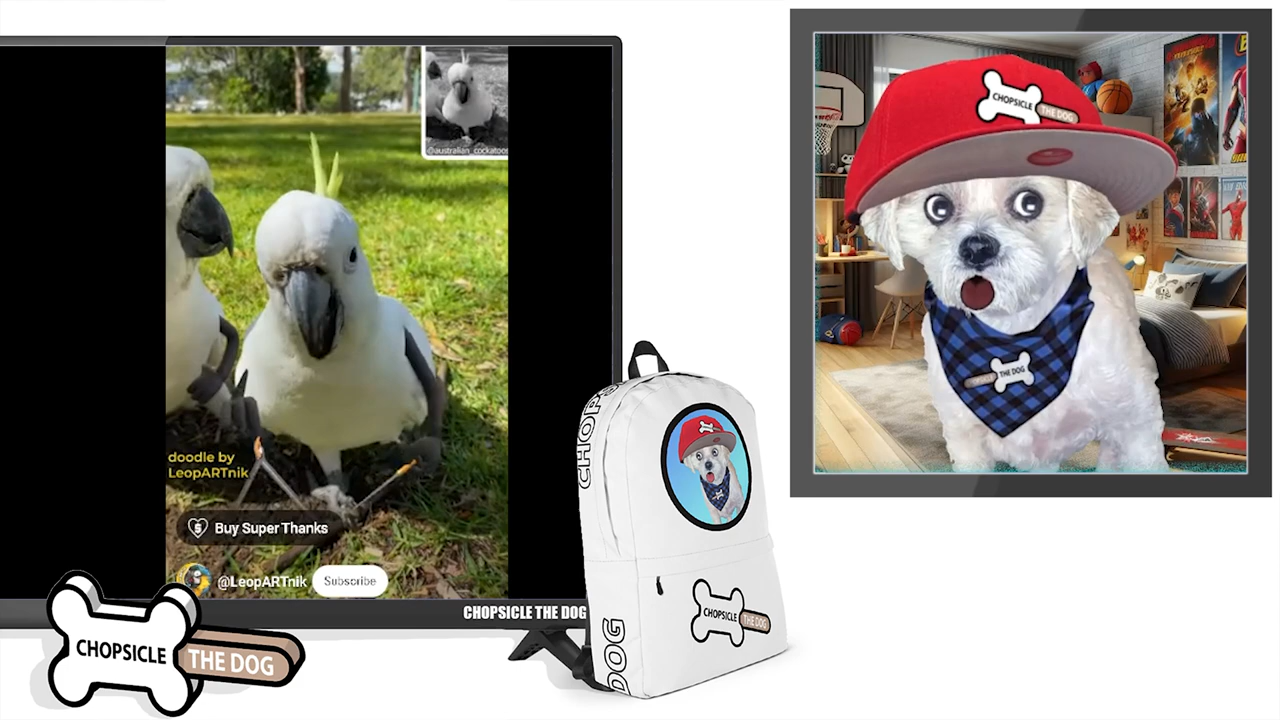 @australian_cockatoos
doodle by
LeopARTnik
Buy Super Thanks
@LeopARTnik
Subscribe
CHOPSICLE THE DOG
CHOPSICLE
THE DOG
CHOPS
DOG
CHOPSICLE
THE DOG
CHOPSICLE
THE DOG
THE DOG